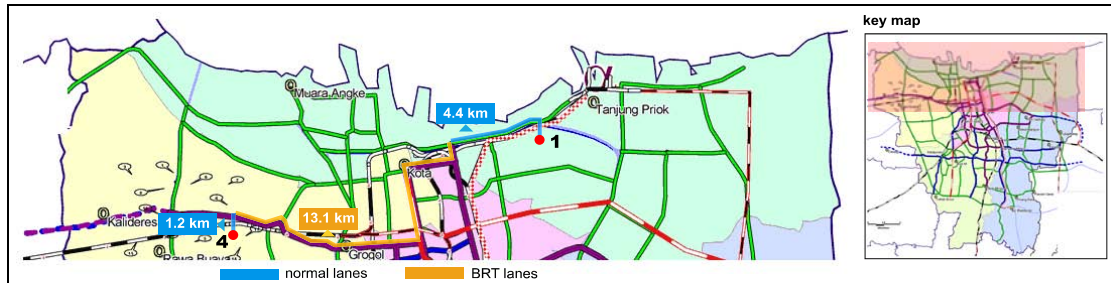 key map
Muara Angke
4.4 km
Tanjung Priok
1
Kota
Kalideres
1.2 km
13.1 km
4
Rawa Buaya
Grogol
normal lanes
BRT lanes